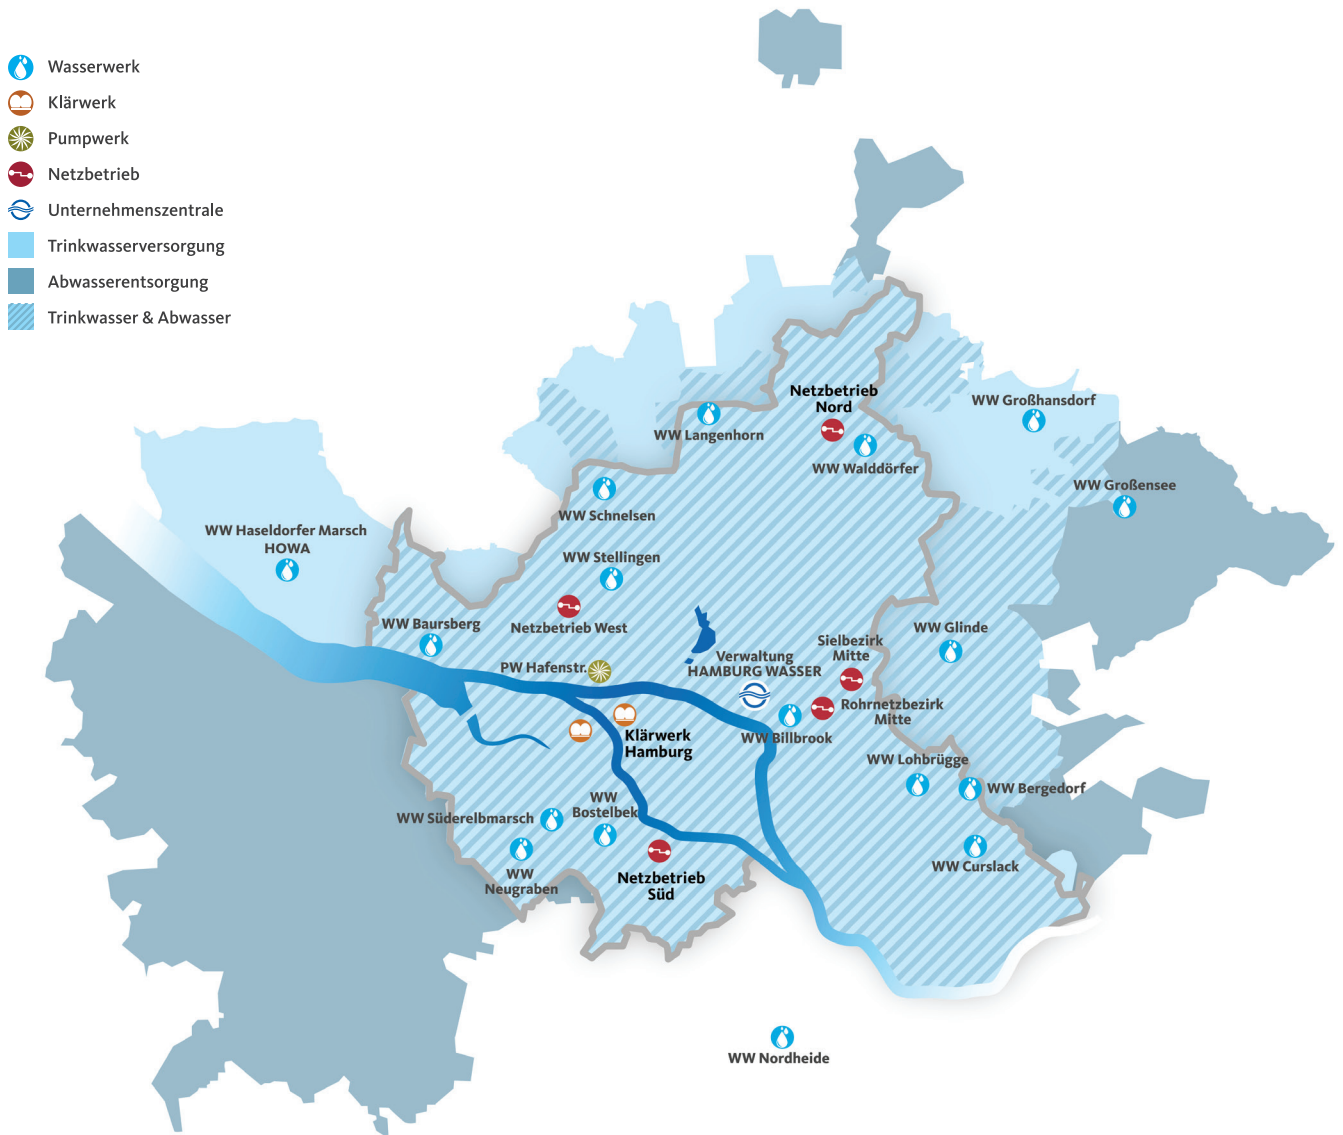 Wasserwerk
Klärwerk
Pumpwerk
Netzbetrieb
Unternehmenszentrale
Trinkwasserversorgung
Abwasserentsorgung
Trinkwasser & Abwasser
Netzbetrieb
Nord
WW Großhansdorf
WW Langenhorn
WW Walddörfer
WW Großensee
WW Schnelsen
WW Haseldorfer Marsch
HOWA
WW Stellingen
WW Baursberg
Netzbetrieb West
WW Glinde
Sielbezirk
Mitte
PW Hafenstr.
Verwaltung
HAMBURG WASSER
Rohrnetzbezirk
Mitte
Klärwerk
Hamburg
WW Billbrook
WW Lohbrügge
WW Bergedorf
WW
Bostelbek
WW Süderelbmarsch
WW Curslack
WW
Neugraben
Netzbetrieb
Süd
WW Nordheide